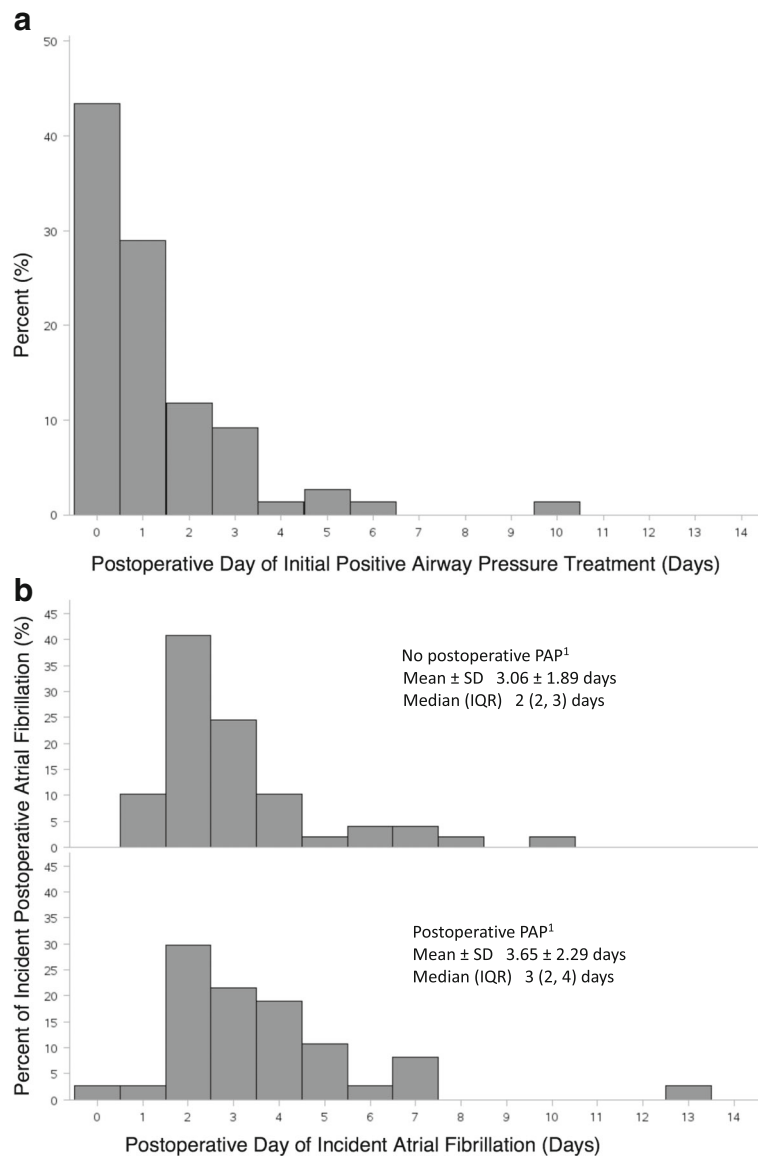 a
50
40
30
20
10
0
Percent (%)
0 1 2 3 4 5 6 7 8 9 10 11 12 13 14
Postoperative Day of Initial Positive Airway Pressure Treatment (Days)
b
Percent of Incident Postoperative Atrial Fibrillation (%)
45
40
35
30
25
20
15
10
5
0
No postoperative PAP¹
Mean ± SD 3.06 ± 1.89 days
Median (IQR) 2 (2, 3) days
45
40
35
30
25
20
15
10
5
0
Postoperative PAP¹
Mean ± SD 3.65 ± 2.29 days
Median (IQR) 3 (2, 4) days
0 1 2 3 4 5 6 7 8 9 10 11 12 13 14
Postoperative Day of Incident Atrial Fibrillation (Days)